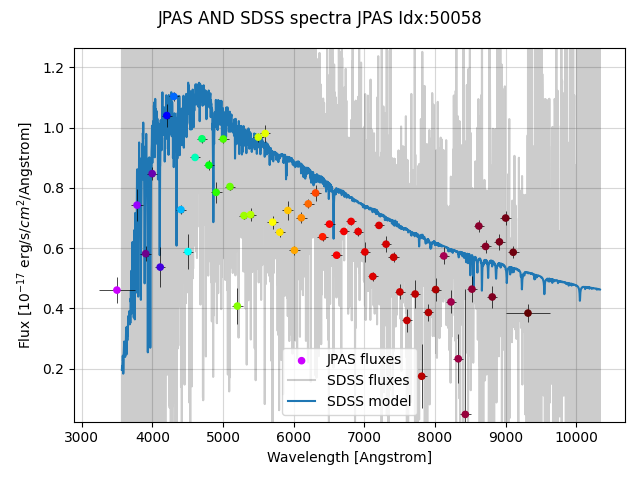 JPAS AND SDSS spectra JPAS Idx:50058
Flux [10⁻¹⁷ erg/s/cm²/Angstrom]
1.2
1.0
0.8
0.6
0.4
0.2
JPAS fluxes
SDSS fluxes
SDSS model
3000 4000 5000 6000 7000 8000 9000 10000
Wavelength [Angstrom]